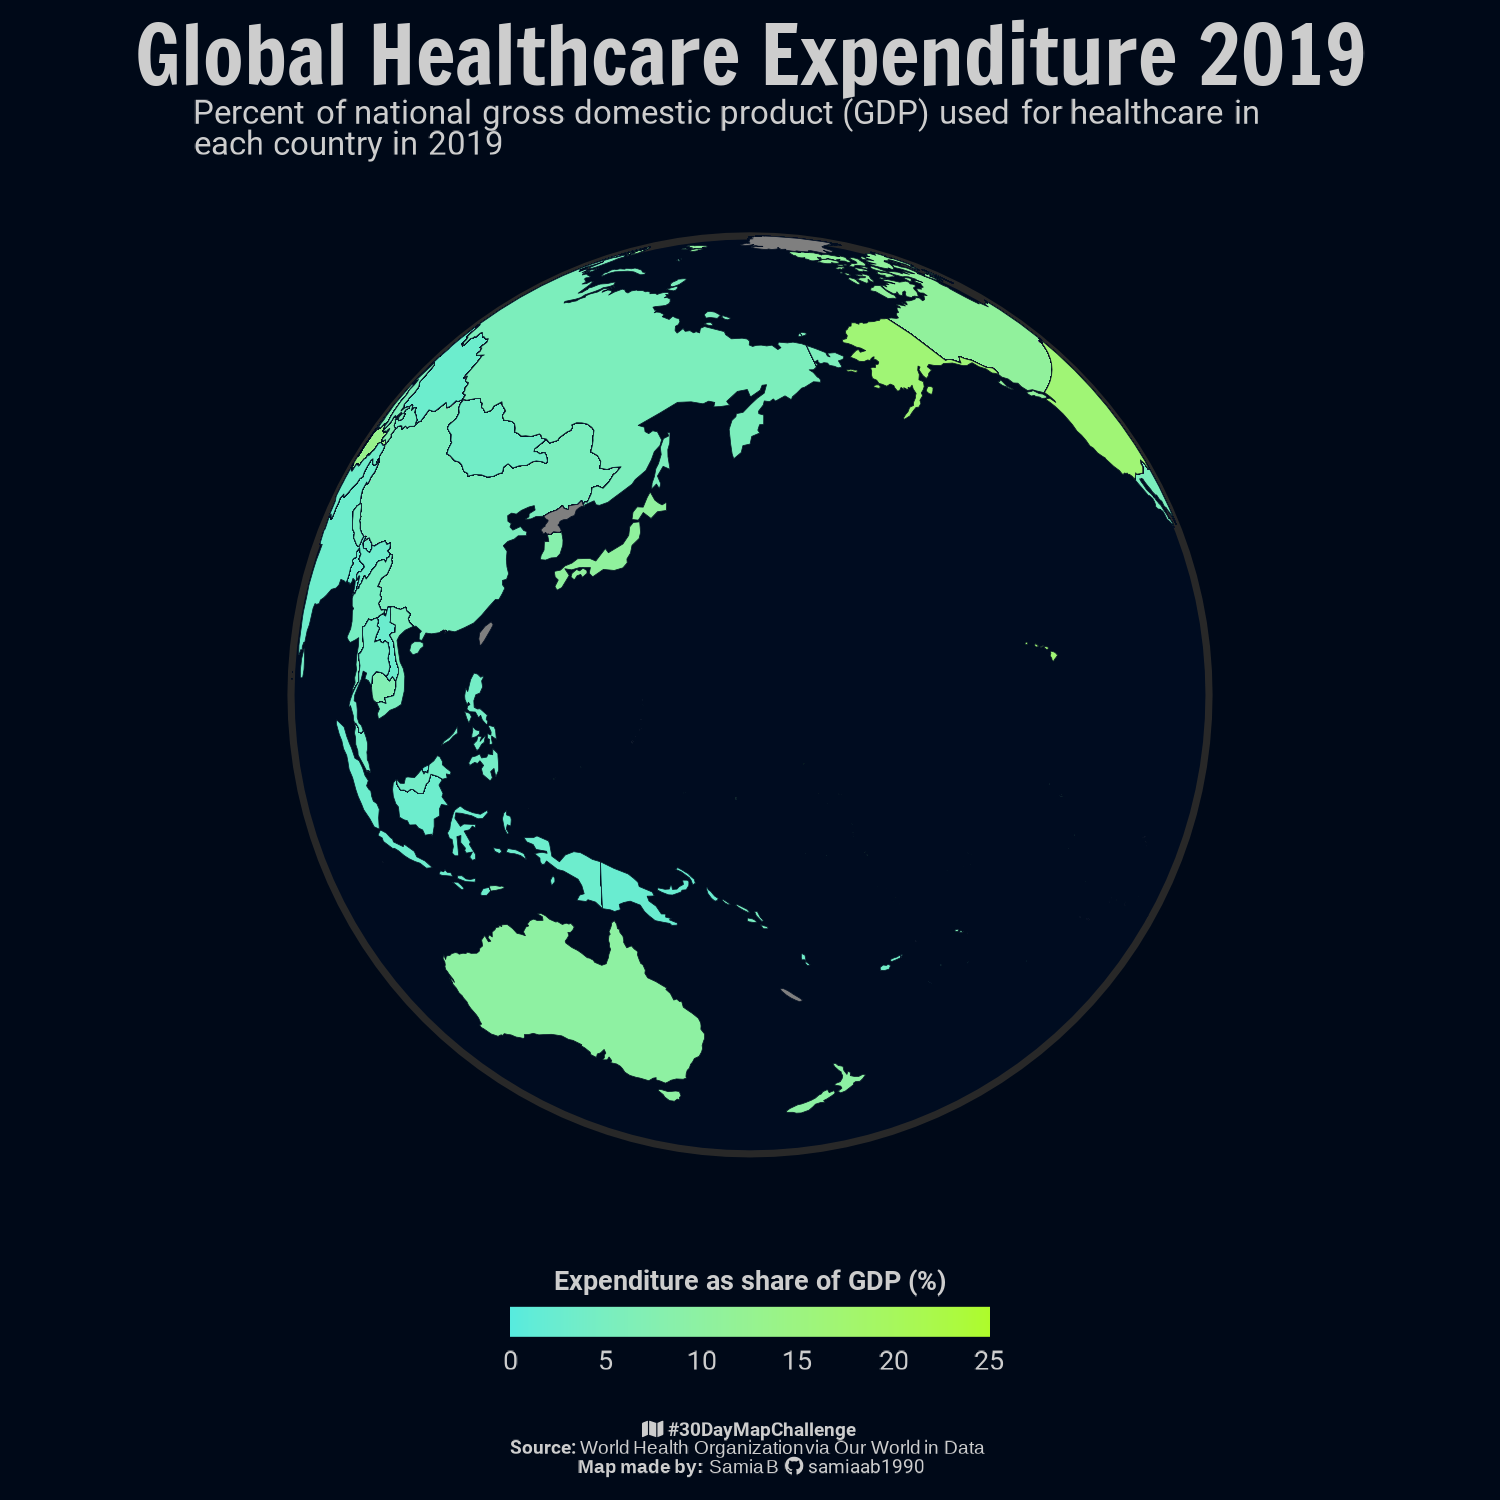 Global Healthcare Expenditure 2019
Percent of national gross domestic product (GDP) used for healthcare in
each country in 2019
Expenditure as share of GDP (%)
0 5 10 15 20 25
#30DayMapChallenge
Source: World Health Organization via Our World in Data
Map made by: Samia B samiaab1990